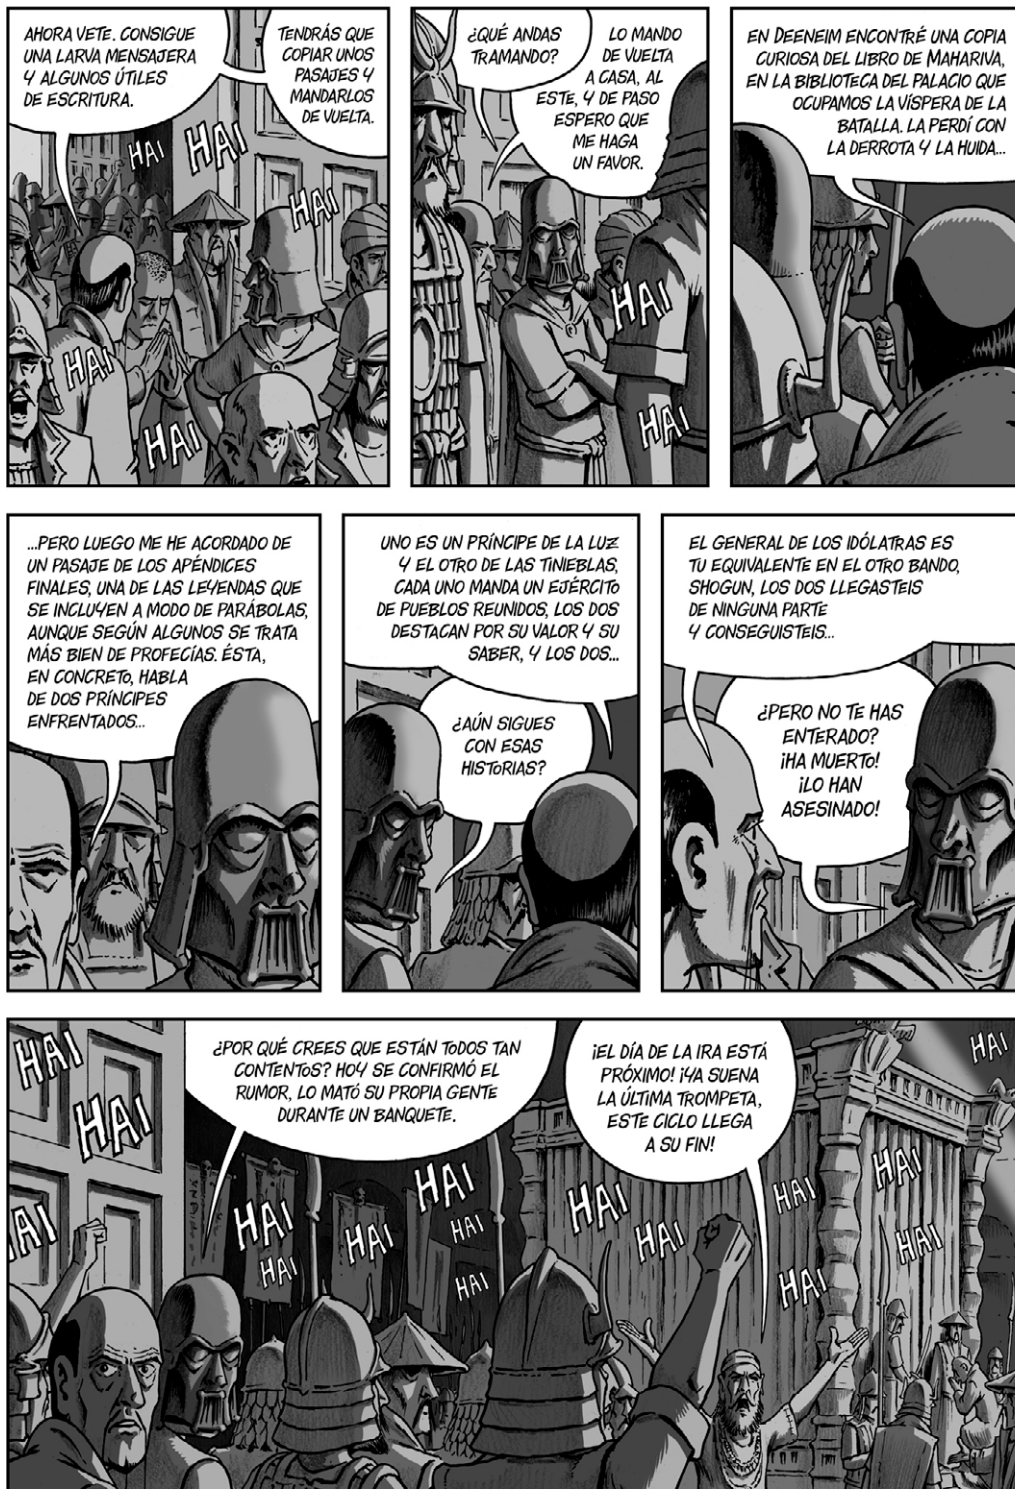 AHORA VETE. CONSIGUE
UNA LARVA MENSAJERA
Y ALGUNOS ÚTILES
DE ESCRITURA.
TENDRÁS QUE
COPIAR UNOS
PASAJES Y
MANDARLOS
DE VUELTA.
HAI
HAI
HAI
HAI
HAI
¿QUÉ ANDAS
TRAMANDO?
LO MANDO
DE VUELTA
A CASA, AL
ESTE, Y DE PASO
ESPERO QUE
ME HAGA
UN FAVOR.
HAI
HAI
EN DEENEIM ENCONTRÉ UNA COPIA
CURIOSA DEL LIBRO DE MAHARIVA,
EN LA BIBLIOTECA DEL PALACIO QUE
OCUPAMOS LA VÍSPERA DE LA
BATALLA. LA PERDÍ CON
LA DERROTA Y LA HUIDA...
...PERO LUEGO ME HE ACORDADO DE
UN PASAJE DE LOS APÉNDICES
FINALES, UNA DE LAS LEYENDAS QUE
SE INCLUYEN A MODO DE PARÁBOLAS,
AUNQUE SEGÚN ALGUNOS SE TRATA
MÁS BIEN DE PROFECÍAS. ÉSTA,
EN CONCRETO, HABLA
DE DOS PRÍNCIPES
ENFRENTADOS...
UNO ES UN PRÍNCIPE DE LA LUZ
Y EL OTRO DE LAS TINIEBLAS,
CADA UNO MANDA UN EJÉRCITO
DE PUEBLOS REUNIDOS, LOS DOS
DESTACAN POR SU VALOR Y SU
SABER, Y LOS DOS...
¿AÚN SIGUES
CON ESAS
HISTORIAS?
EL GENERAL DE LOS IDÓLATRAS ES
TU EQUIVALENTE EN EL OTRO BANDO,
SHOGUN, LOS DOS LLEGASTEIS
DE NINGUNA PARTE
Y CONSEGUISTEIS...
¿PERO NO TE HAS
ENTERADO?
¡HA MUERTO!
¡LO HAN
ASESINADO!
HAI
HAI
HAI
¿POR QUÉ CREES QUE ESTÁN TODOS TAN
CONTENTOS? HOY SE CONFIRMÓ EL
RUMOR, LO MATÓ SU PROPIA GENTE
DURANTE UN BANQUETE.
¡EL DÍA DE LA IRA ESTÁ
PRÓXIMO! ¡YA SUENA
LA ÚLTIMA TROMPETA,
ESTE CICLO LLEGA
A SU FIN!
HAI
HAI
HAI
HAI
HAI
HAI
HAI
HAI
HAI
HAI
HAI
HAI
HAI